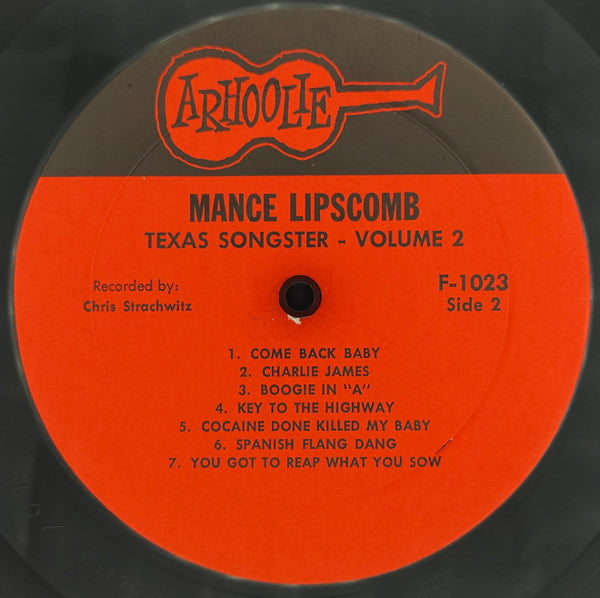 ARHOOLIE
MANCE LIPSCOMB
TEXAS SONGSTER - VOLUME 2
Recorded by:
Chris Strachwitz
F-1023
Side 2
1. COME BACK BABY
2. CHARLIE JAMES
3. BOOGIE IN "A"
4. KEY TO THE HIGHWAY
5. COCAINE DONE KILLED MY BABY
6. SPANISH FLANG DANG
7. YOU GOT TO REAP WHAT YOU SOW